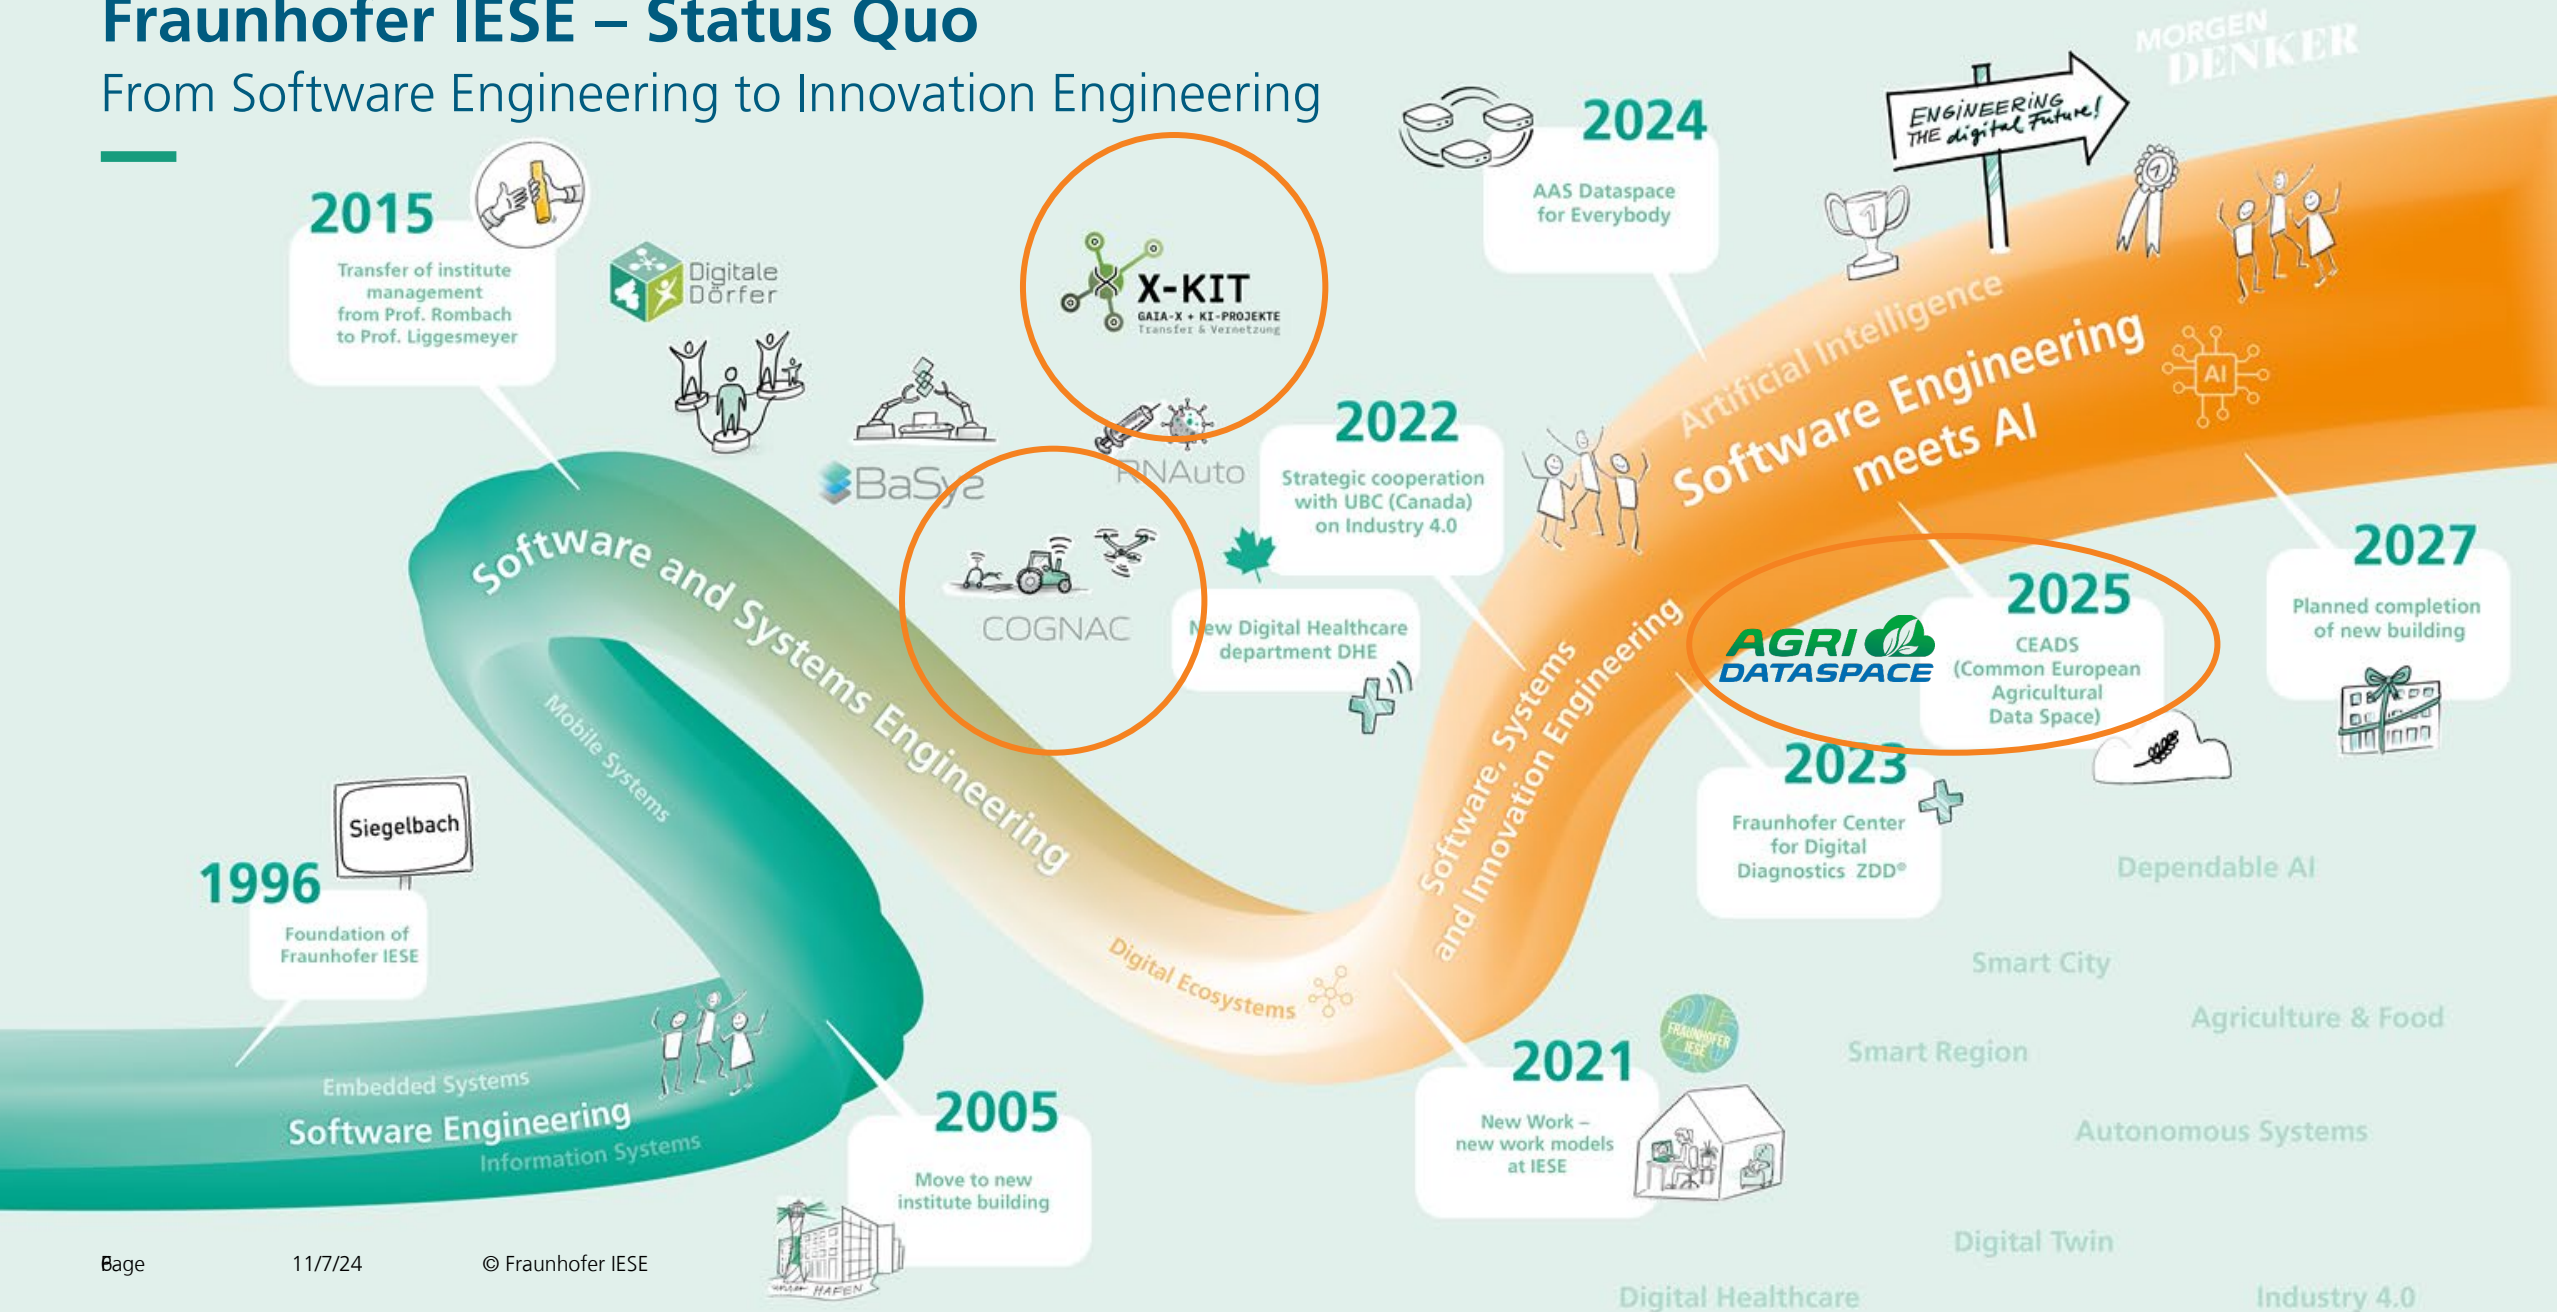 Fraunhofer IESE – Status Quo
From Software Engineering to Innovation Engineering
MORGEN
DENKER
2015
Transfer of institute
management
from Prof. Rombach
to Prof. Liggesmeyer
Digitale
Dörfer
X-KIT
GAIA-X + KI-PROJEKTE
Transfer & Vernetzung
2024
AAS Dataspace
for Everybody
ENGINEERING
THE digital Future!
1
1
BaSys
RNAuto
COGNAC
2022
Strategic cooperation
with UBC (Canada)
on Industry 4.0
New Digital Healthcare
department DHE
Artificial Intelligence
Software Engineering
meets AI
AI
2027
Planned completion
of new building
AGRI
DATASPACE
2025
CEADS
(Common European
Agricultural
Data Space)
2023
Fraunhofer Center
for Digital
Diagnostics ZDD®
Software and Systems Engineering
Mobile Systems
Software, Systems
and Innovation Engineering
Digital Ecosystems
Siegelbach
1996
Foundation of
Fraunhofer IESE
Embedded Systems
Software Engineering
Information Systems
2005
Move to new
institute building
HAFEN
2021
FRAUNHOFER
IESE
New Work –
new work models
at IESE
Dependable AI
Smart City
Agriculture & Food
Smart Region
Autonomous Systems
Digital Twin
Digital Healthcare
Industry 4.0
11/7/24
© Fraunhofer IESE